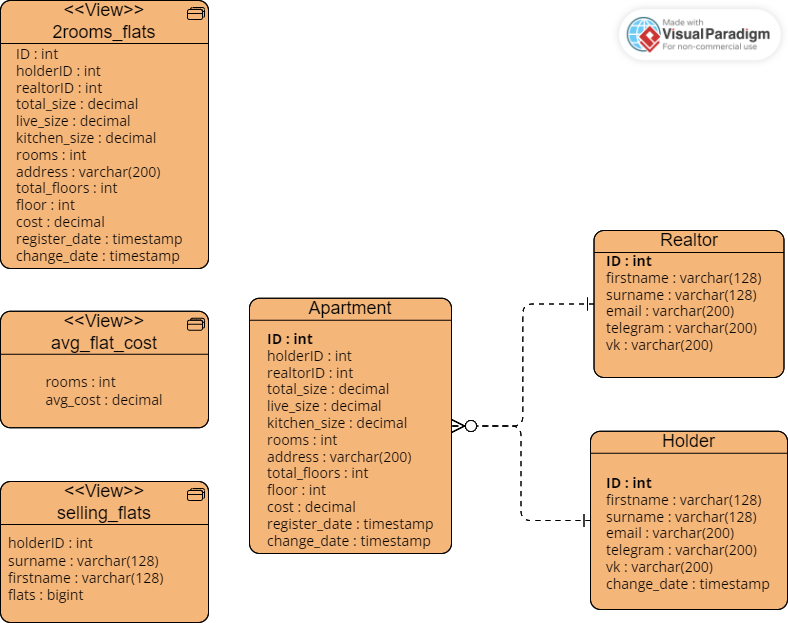 <<View>>
2rooms_flats
ID : int
holderID : int
realtorID : int
total_size : decimal
live_size : decimal
kitchen_size : decimal
rooms : int
address : varchar(200)
total_floors : int
floor : int
cost : decimal
register_date : timestamp
change_date : timestamp
Made with
VisualParadigm
For non-commercial use
<<View>>
avg_flat_cost
rooms : int
avg_cost : decimal
<<View>>
selling_flats
holderID : int
surname : varchar(128)
firstname : varchar(128)
flats : bigint
Apartment
ID : int
holderID : int
realtorID : int
total_size : decimal
live_size : decimal
kitchen_size : decimal
rooms : int
address : varchar(200)
total_floors : int
floor : int
cost : decimal
register_date : timestamp
change_date : timestamp
Realtor
ID : int
firstname : varchar(128)
surname : varchar(128)
email : varchar(200)
telegram : varchar(200)
vk : varchar(200)
Holder
ID : int
firstname : varchar(128)
surname : varchar(128)
email : varchar(200)
telegram : varchar(200)
vk : varchar(200)
change_date : timestamp